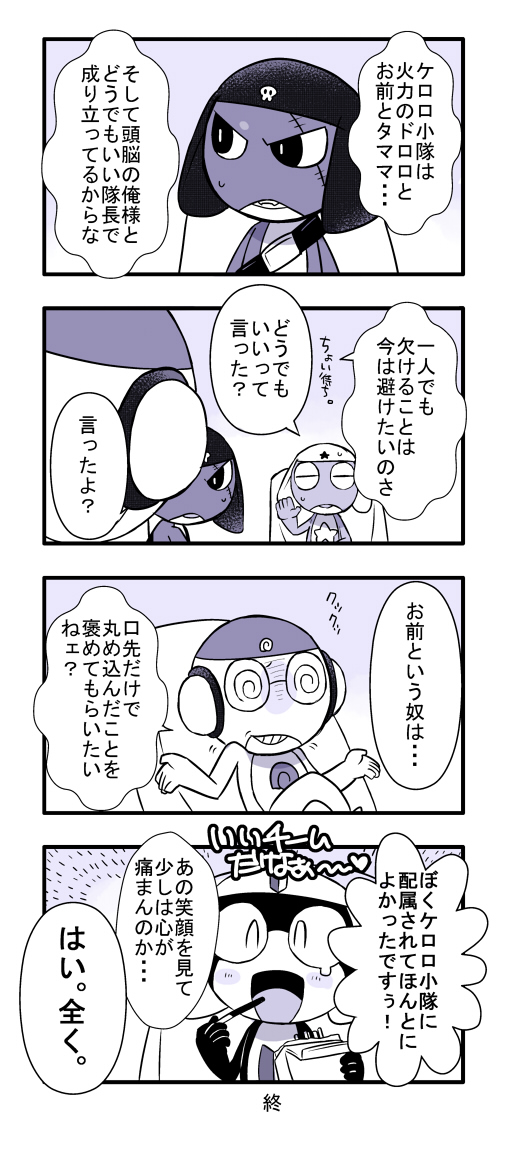 ケロロ小隊は
火力のドロロと
お前とタママ・・・
そして頭脳の俺様と
どうでもいい隊長で
成り立ってるからな
一人でも
欠けることは
今は避けたいのさ
ちょい待ち。
どうでも
いいって
言った？
言ったよ？
お前という奴は・・・
クックックッ
口先だけで
丸め込んだことを
褒めてもらいたい
ねェ？
いいチーム
だなぁ～～♥
ぼくケロロ小隊に
配属されてほんとに
よかったですぅ！
あの笑顔を見て
少しは心が
痛まんのか・・・
はい。全く。
終